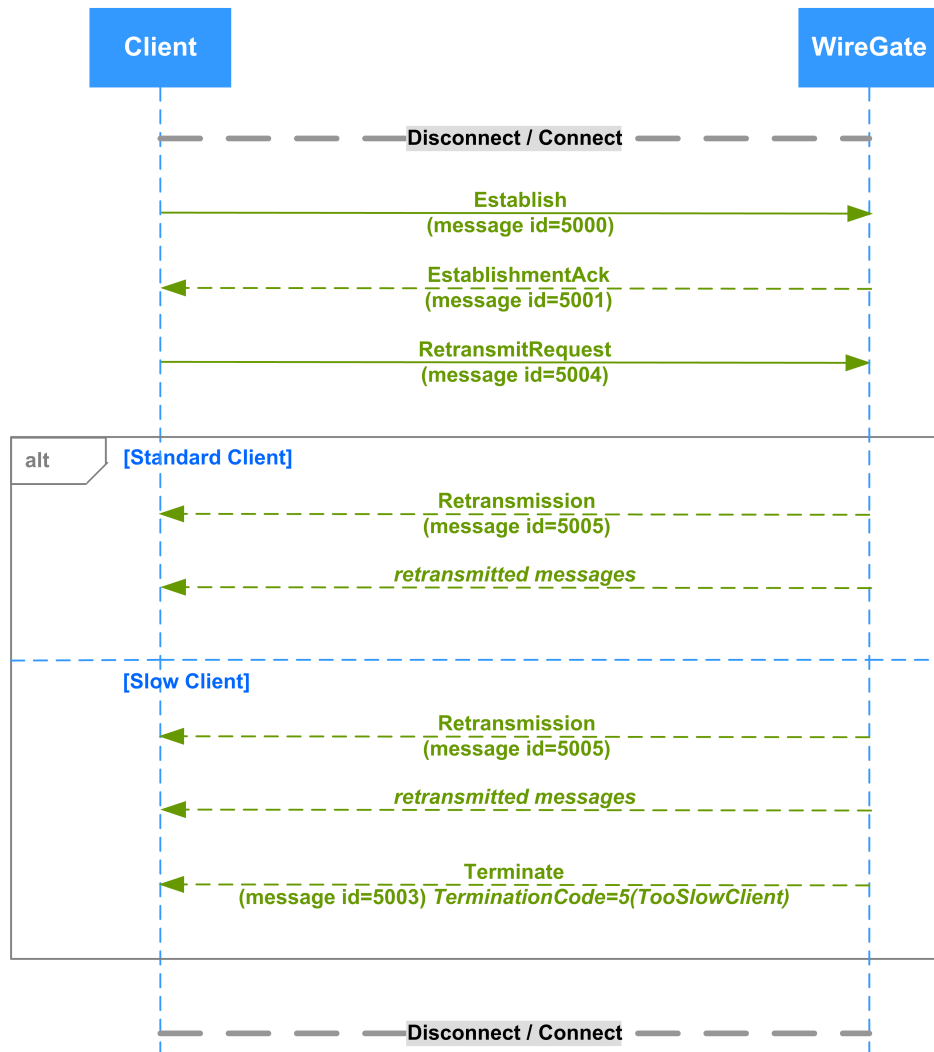 Client
WireGate
Disconnect / Connect
Establish
(message id=5000)
EstablishmentAck
(message id=5001)
RetransmitRequest
(message id=5004)
alt
[Standard Client]
Retransmission
(message id=5005)
retransmitted messages
[Slow Client]
Retransmission
(message id=5005)
retransmitted messages
Terminate
(message id=5003) TerminationCode=5(TooSlowClient)
Disconnect / Connect